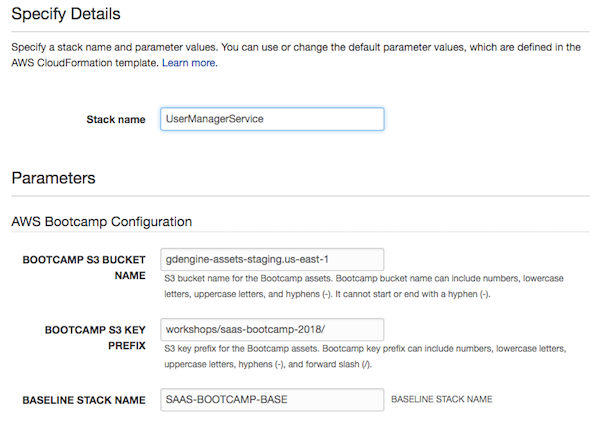 Specify Details
Specify a stack name and parameter values. You can use or change the default parameter values, which are defined in the
AWS CloudFormation template. Learn more.
Stack name UserManagerService
Parameters
AWS Bootcamp Configuration
BOOTCAMP S3 BUCKET NAME gdengine-assets-staging.us-east-1
S3 bucket name for the Bootcamp assets. Bootcamp bucket name can include numbers, lowercase
letters, uppercase letters, and hyphens (-). It cannot start or end with a hyphen (-).
BOOTCAMP S3 KEY PREFIX workshops/saas-bootcamp-2018/
S3 key prefix for the Bootcamp assets. Bootcamp key prefix can include numbers, lowercase letters,
uppercase letters, hyphens (-), and forward slash (/).
BASELINE STACK NAME SAAS-BOOTCAMP-BASE BASELINE STACK NAME